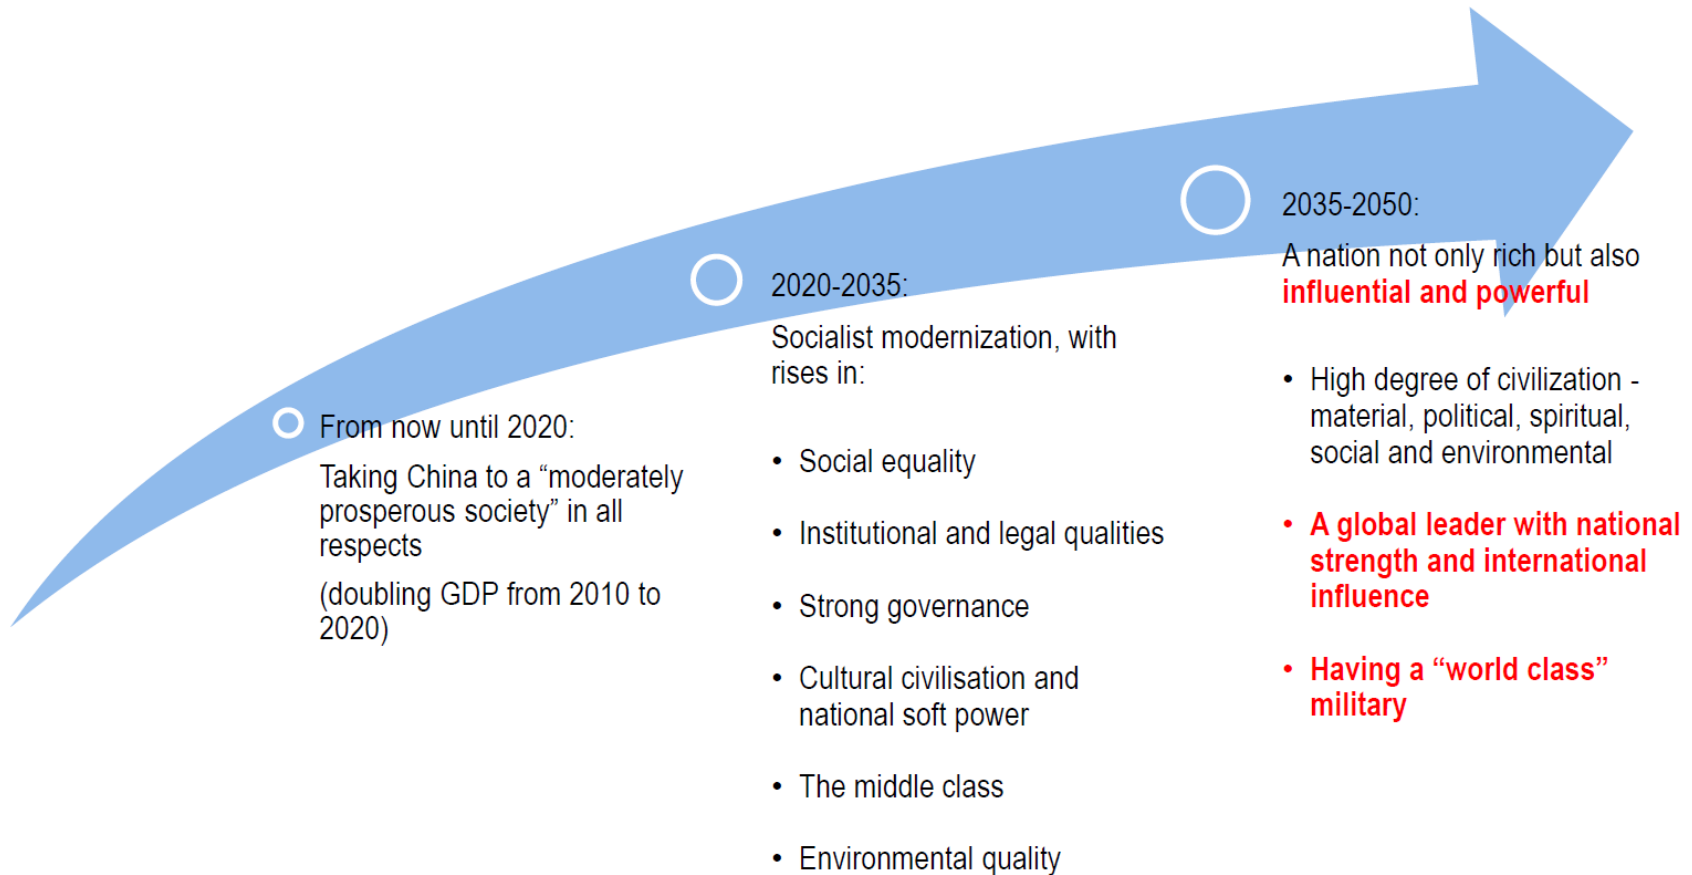 From now until 2020:
Taking China to a “moderately
prosperous society” in all
respects
(doubling GDP from 2010 to
2020)
2020-2035:
Socialist modernization, with
rises in:
• Social equality
• Institutional and legal qualities
• Strong governance
• Cultural civilisation and
national soft power
• The middle class
• Environmental quality
2035-2050:
A nation not only rich but also
influential and powerful
• High degree of civilization -
material, political, spiritual,
social and environmental
• A global leader with national
strength and international
influence
• Having a “world class”
military